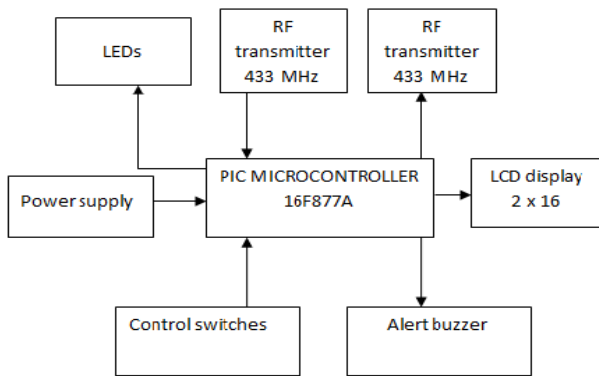 LEDs
RF
transmitter
433 MHz
RF
transmitter
433 MHz
Power supply
PIC MICROCONTROLLER
16F877A
LCD display
2 x 16
Control switches
Alert buzzer